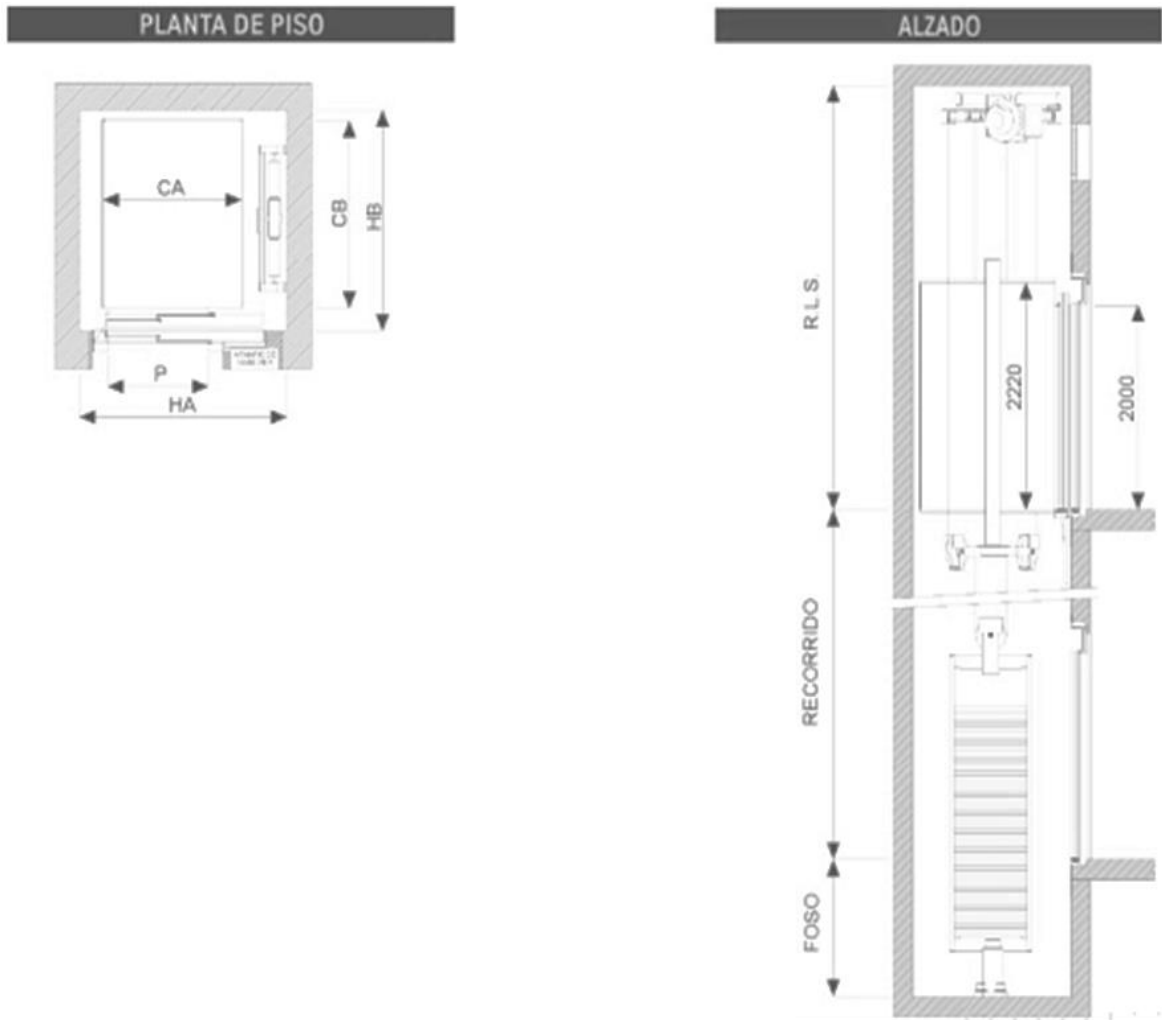 PLANTA DE PISO
CA
CB
HB
P
HA
ALZADO
R.L.S.
2220
2000
RECORRIDO
FOSO